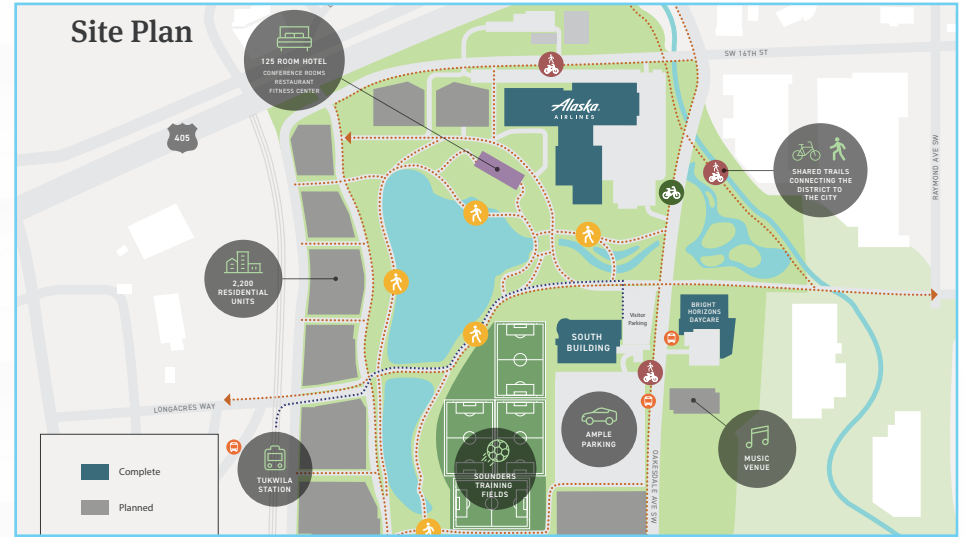 Site Plan
125 ROOM HOTEL
CONFERENCE ROOMS
RESTAURANT
FITNESS CENTER
SW 16TH ST
Alaska
AIRLINES
405
RAYMOND AVE SW
SHARED TRAILS
CONNECTING THE
DISTRICT TO
THE CITY
2,200
RESIDENTIAL
UNITS
Visitor
Parking
BRIGHT
HORIZONS
DAYCARE
SOUTH
BUILDING
LONGACRES WAY
AMPLE
PARKING
MUSIC
VENUE
OAKESDALE AVE SW
SOUNDERS
TRAINING
FIELDS
TUKWILA
STATION
Complete
Planned